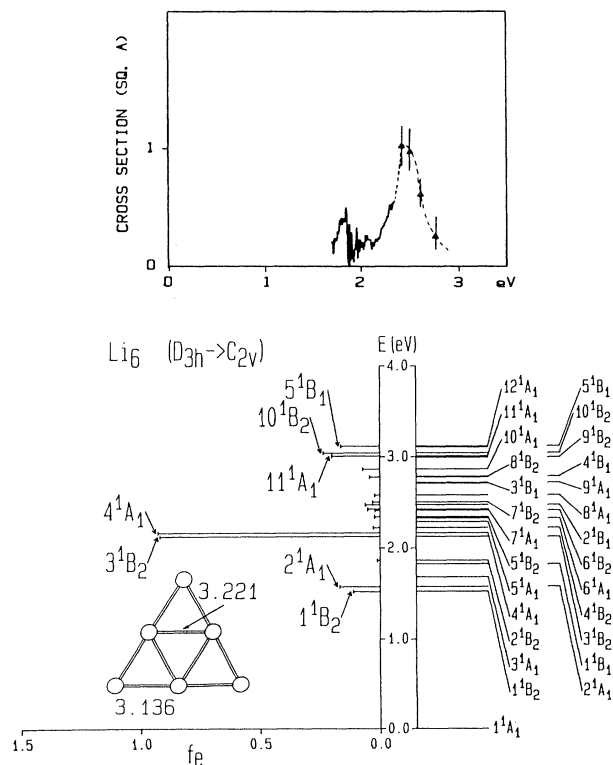 CROSS SECTION (SQ. A)
1
0
0
1
2
3
eV
Li6 (D3h->C2v)
E (eV)
4.0
3.0
2.0
1.0
0.0
5¹B1
10¹B2
11¹A1
4¹A1
3¹B2
2¹A1
1¹B2
3.221
3.136
12¹A1
11¹A1
10¹A1
8¹B2
3¹B1
7¹B2
7¹A1
5¹B2
5¹A1
4¹A1
2¹B2
3¹A1
1¹B2
5¹B1
10¹B2
9¹B2
4¹B1
9¹A1
8¹A1
2¹B1
6¹B2
6¹A1
4¹B2
3¹B2
1¹B1
2¹A1
1¹A1
1.5
1.0
0.5
0.0
fe